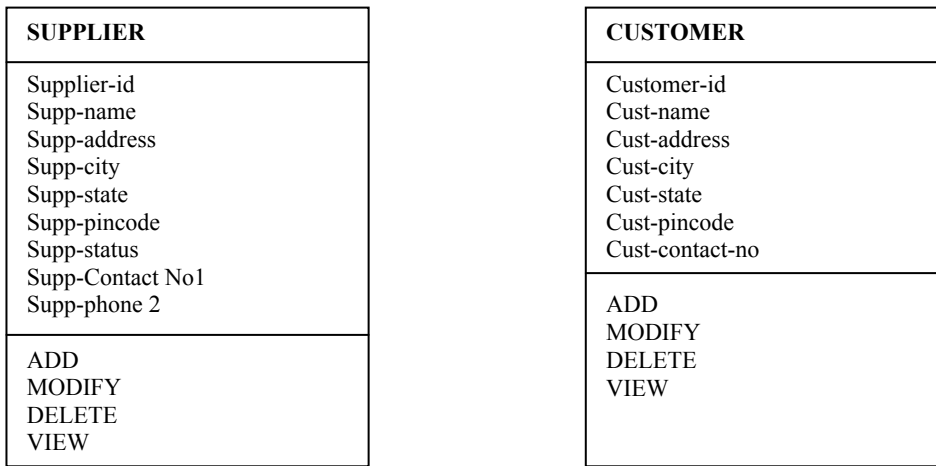 SUPPLIER
Supplier-id
Supp-name
Supp-address
Supp-city
Supp-state
Supp-pincode
Supp-status
Supp-Contact No1
Supp-phone 2
ADD
MODIFY
DELETE
VIEW
CUSTOMER
Customer-id
Cust-name
Cust-address
Cust-city
Cust-state
Cust-pincode
Cust-contact-no
ADD
MODIFY
DELETE
VIEW